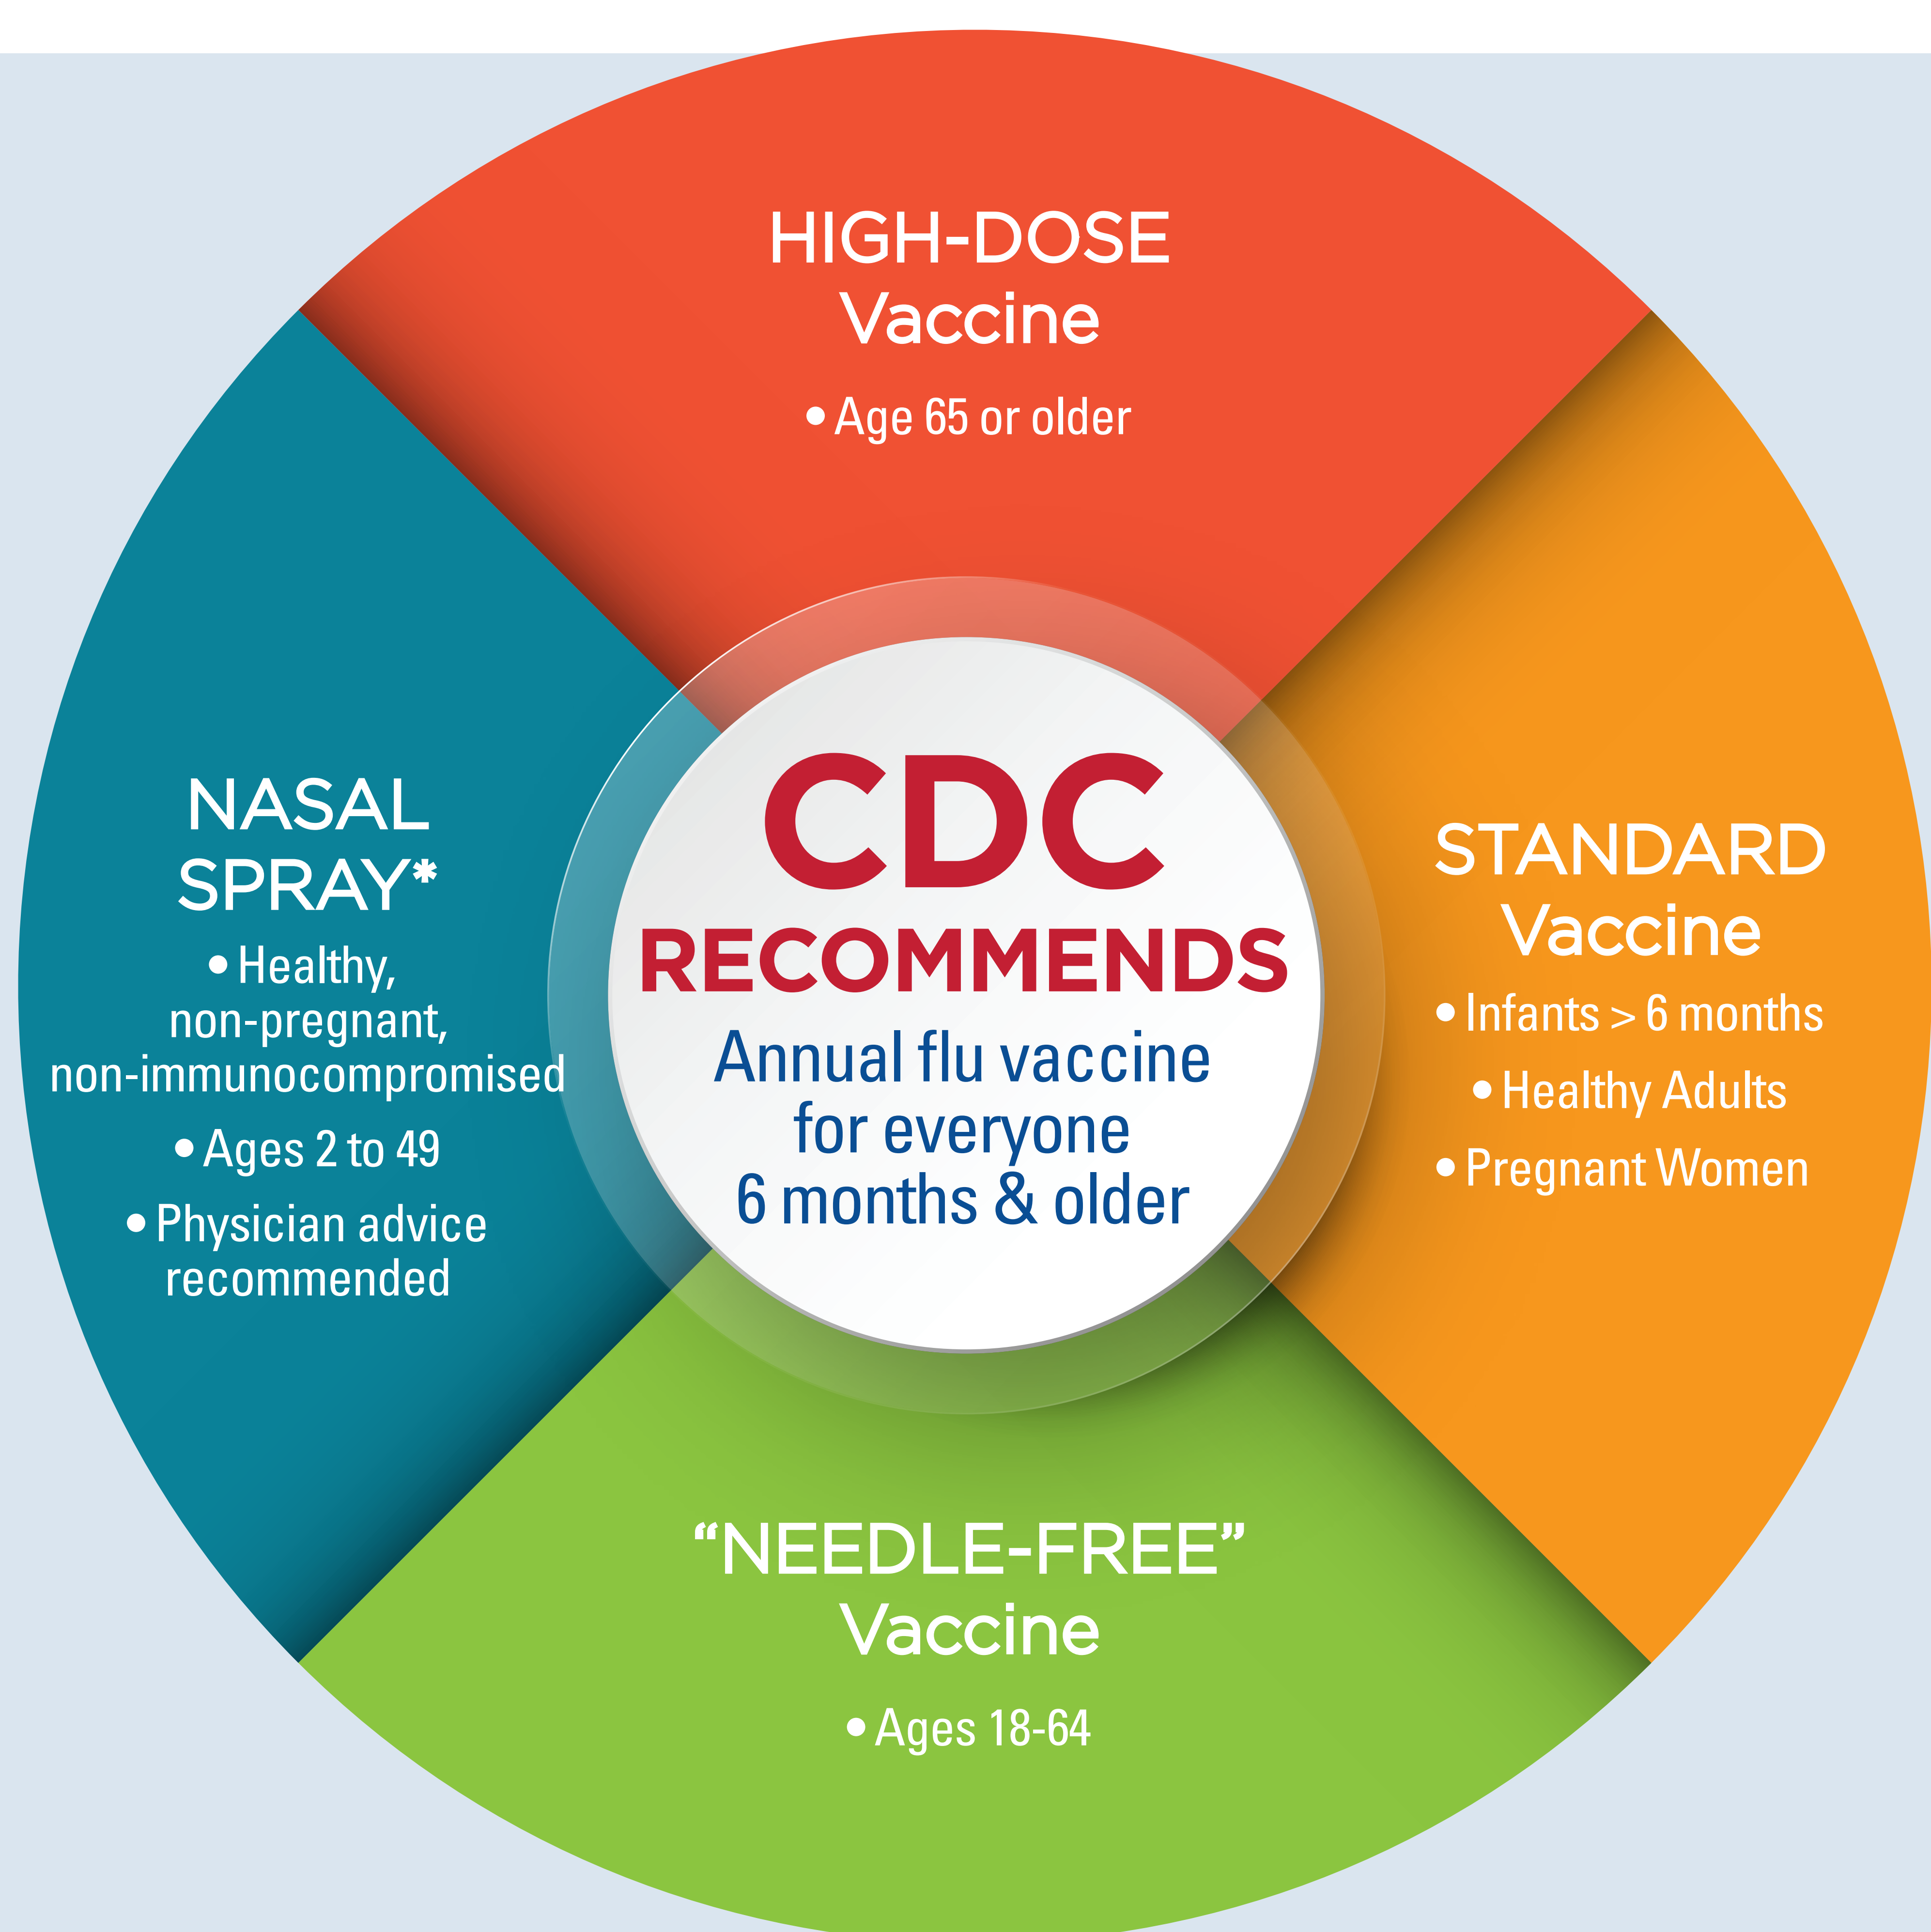 HIGH-DOSE
Vaccine
• Age 65 or older
NASAL
SPRAY*
• Healthy,
non-pregnant,
non-immunocompromised
• Ages 2 to 49
• Physician advice
recommended
CDC
RECOMMENDS
Annual flu vaccine
for everyone
6 months & older
STANDARD
Vaccine
• Infants > 6 months
• Healthy Adults
• Pregnant Women
“NEEDLE-FREE”
Vaccine
• Ages 18-64